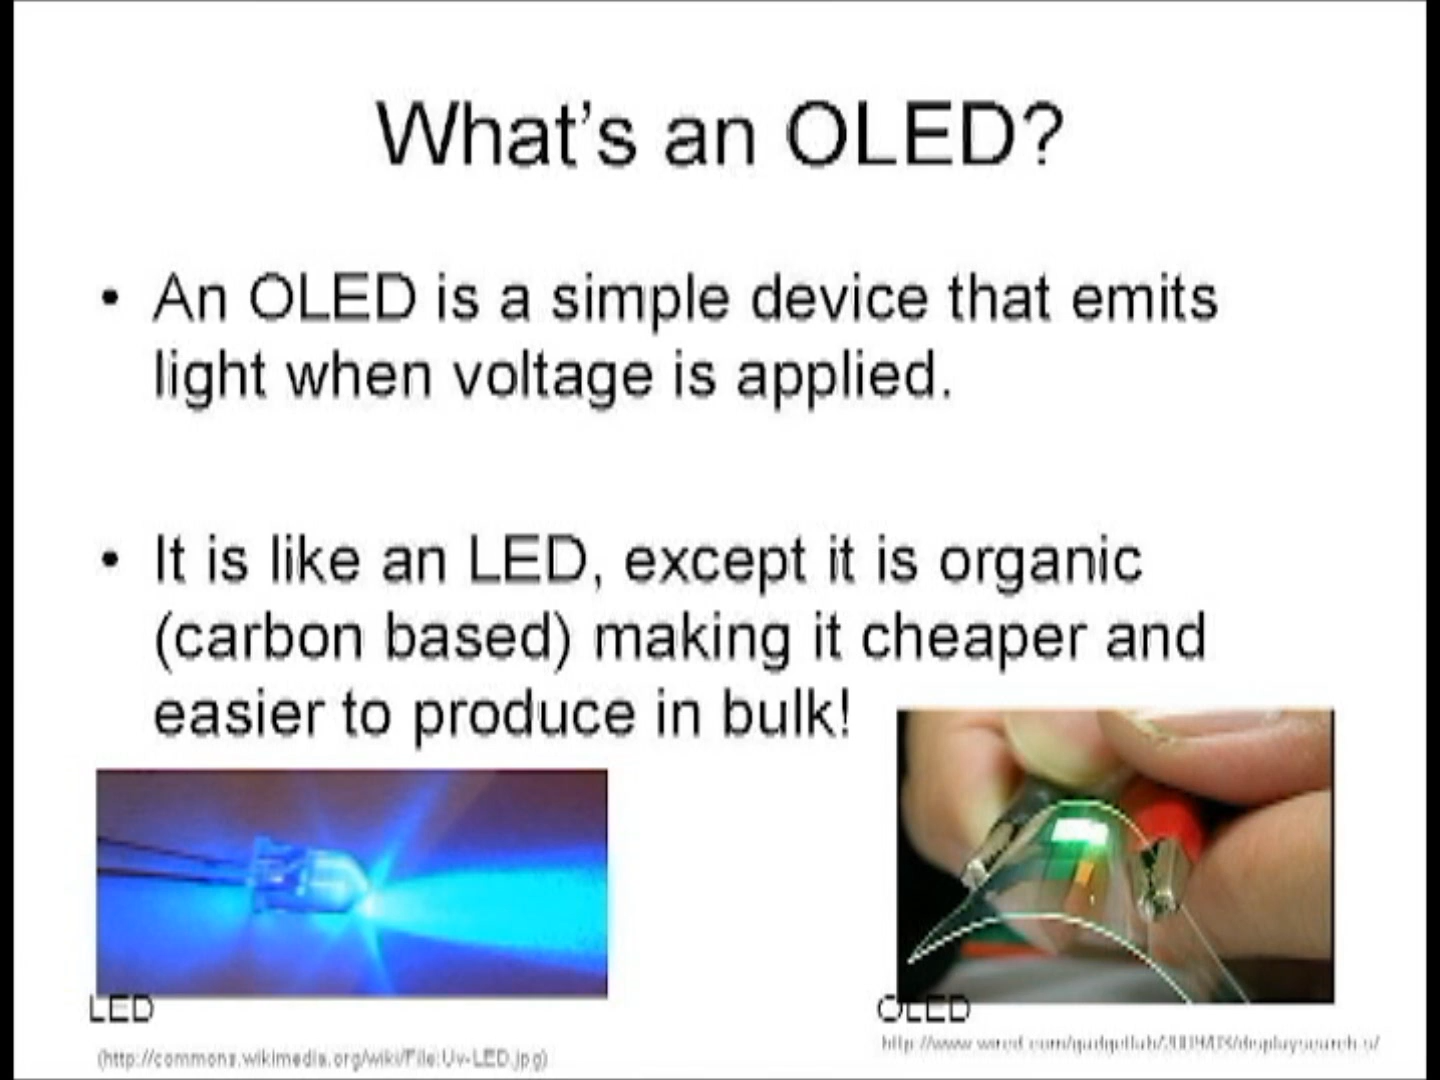 What's an OLED?
• An OLED is a simple device that emits
light when voltage is applied.
• It is like an LED, except it is organic
(carbon based) making it cheaper and
easier to produce in bulk!
LED
OLED
(http://commons.wikimedia.org/wiki/File:Uv-LED.jpg)